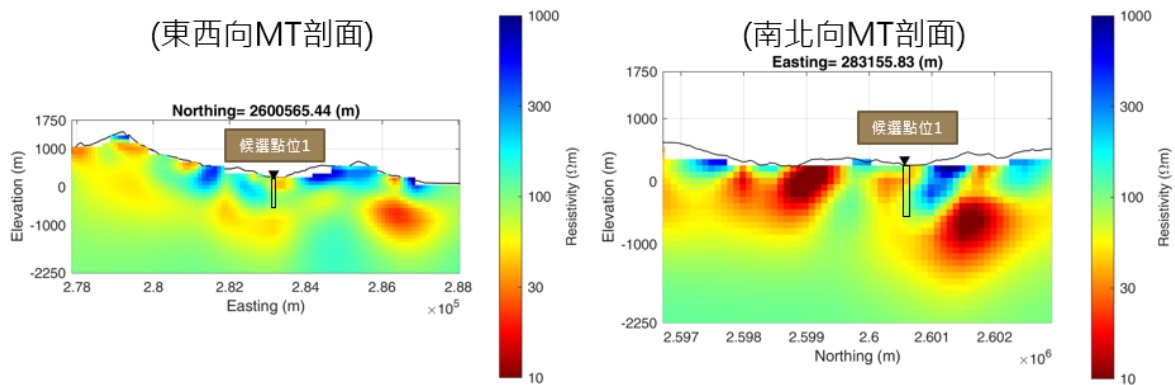 (東西向MT剖面)
Northing= 2600565.44 (m)
候選點位1
1750
1000
0
-1000
-2250
Elevation (m)
2.78
2.8
2.82
2.84
2.86
2.88
Easting (m)
×10⁵
1000
300
100
30
10
Resistivity (Ωm)
(南北向MT剖面)
Easting= 283155.83 (m)
候選點位1
1750
1000
0
-1000
-2250
Elevation (m)
2.597
2.598
2.599
2.6
2.601
2.602
Northing (m)
×10⁶
1000
300
100
30
10
Resistivity (Ωm)